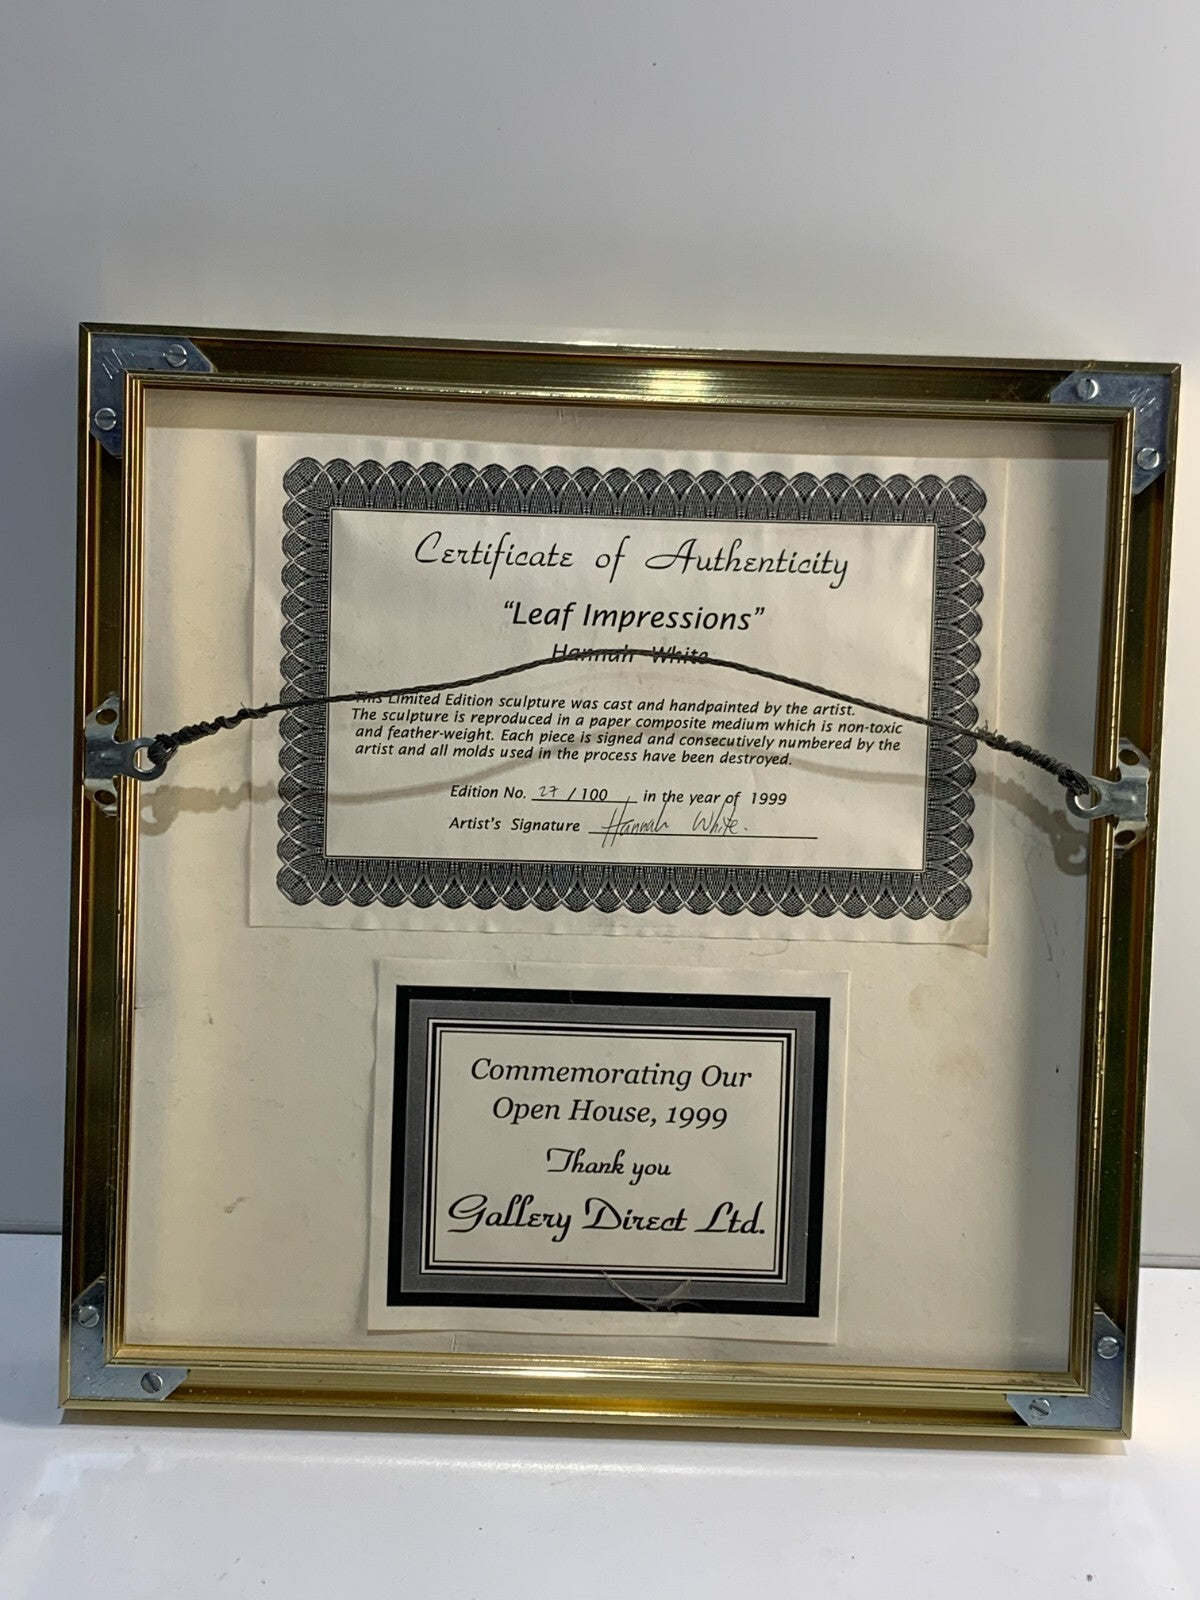 Certificate of Authenticity
“Leaf Impressions”
Hannah White
This Limited Edition sculpture was cast and handpainted by the artist.
The sculpture is reproduced in a paper composite medium which is non-toxic
and feather-weight. Each piece is signed and consecutively numbered by the
artist and all molds used in the process have been destroyed.
Edition No. 27 / 100 in the year of 1999
Artist's Signature Hannah White.
Commemorating Our
Open House, 1999
Thank you
Gallery Direct Ltd.